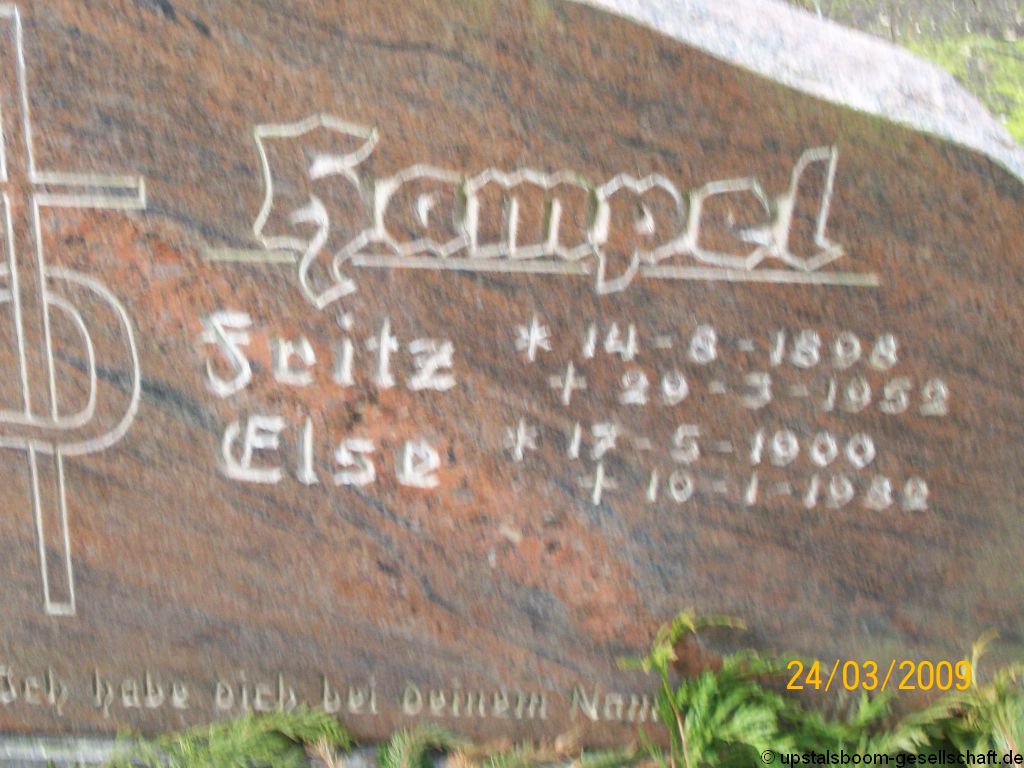 Hampel
Fritz * 14-8-1898
+ 20-3-1952
Else * 17-5-1900
+ 10-1-1982
Ich habe dich bei deinem
24/03/2009
© upstalsboom-gesellschaft.de